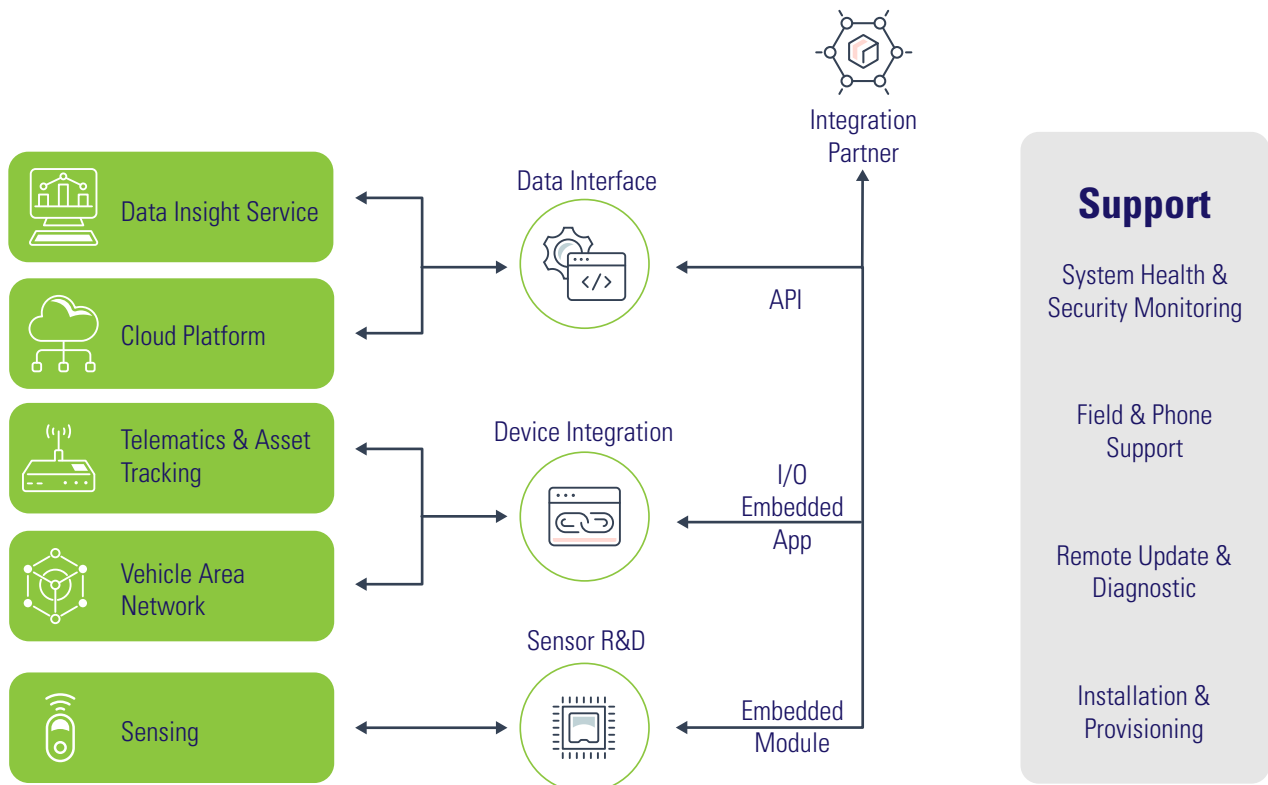 Integration
Partner
Data Insight Service
Cloud Platform
Telematics & Asset
Tracking
Vehicle Area
Network
Sensing
Data Interface
</>
Device Integration
Sensor R&D
API
I/O
Embedded
App
Embedded
Module
Support
System Health &
Security Monitoring
Field & Phone
Support
Remote Update &
Diagnostic
Installation &
Provisioning